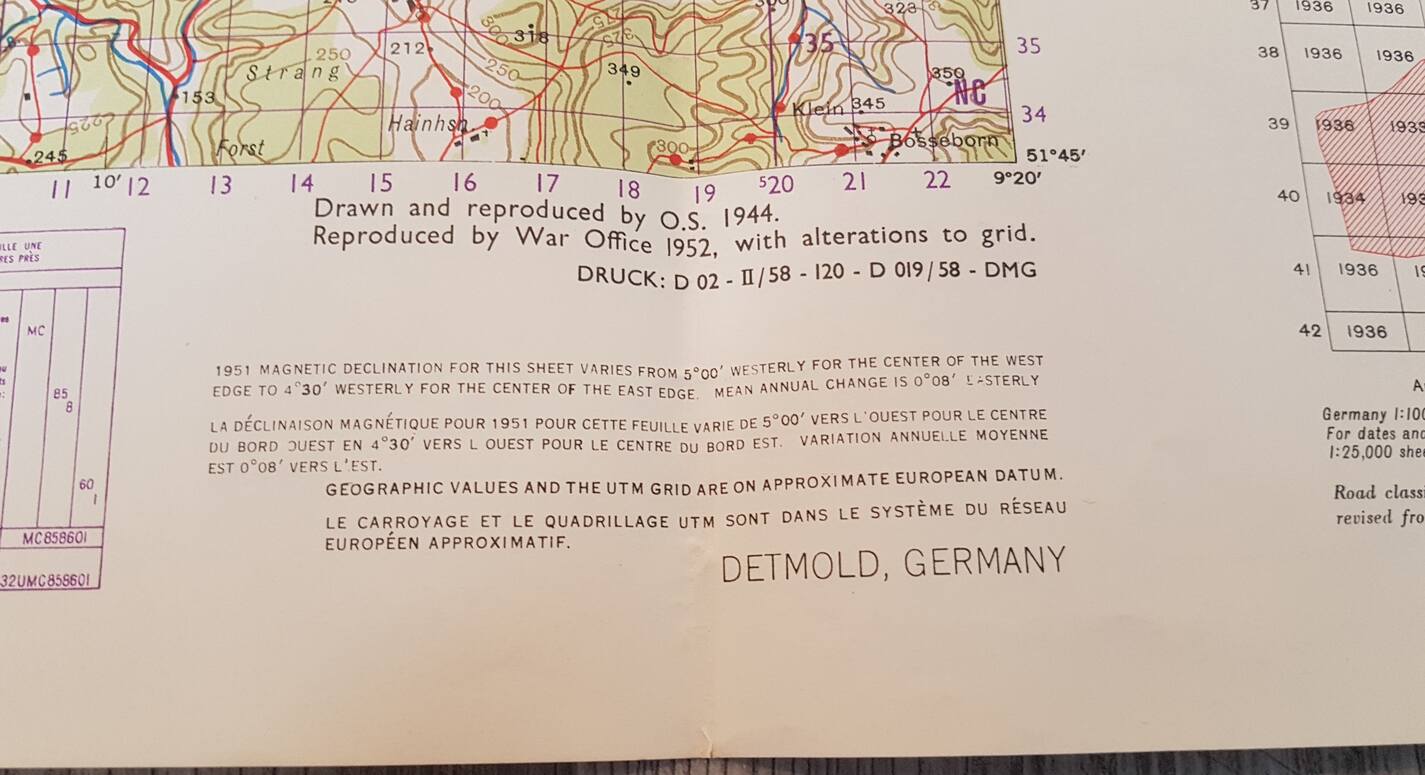 323
37 1936 1936
318
35
35
212
250
38 1936 1936
Strang
349
250
350
NC
153
200
Klein 345
34
225
Hainhsn
39 1936
Forst
300
Bosseborn
245
51°45′
11 10′ 12 13 14 15 16 17 18 19 520 21 22 9°20′
40 1934
Drawn and reproduced by O.S. 1944.
Reproduced by War Office 1952, with alterations to grid.
DRUCK: D 02 - II/58 - 120 - D 019/58 - DMG
LLE UNE
RES PRÈS
41 1936
MC
42 1936
85
8
60
1
MC858601
32UMC858601
1951 MAGNETIC DECLINATION FOR THIS SHEET VARIES FROM 5°00′ WESTERLY FOR THE CENTER OF THE WEST
EDGE TO 4°30′ WESTERLY FOR THE CENTER OF THE EAST EDGE. MEAN ANNUAL CHANGE IS 0°08′ EASTERLY
LA DÉCLINAISON MAGNÉTIQUE POUR 1951 POUR CETTE FEUILLE VARIE DE 5°00′ VERS L'OUEST POUR LE CENTRE
DU BORD OUEST EN 4°30′ VERS L OUEST POUR LE CENTRE DU BORD EST. VARIATION ANNUELLE MOYENNE
EST 0°08′ VERS L'EST.
GEOGRAPHIC VALUES AND THE UTM GRID ARE ON APPROXIMATE EUROPEAN DATUM.
LE CARROYAGE ET LE QUADRILLAGE UTM SONT DANS LE SYSTÈME DU RÉSEAU
EUROPÉEN APPROXIMATIF.
DETMOLD, GERMANY
Germany 1:100
For dates and
1:25,000 shee
Road classi
revised fro